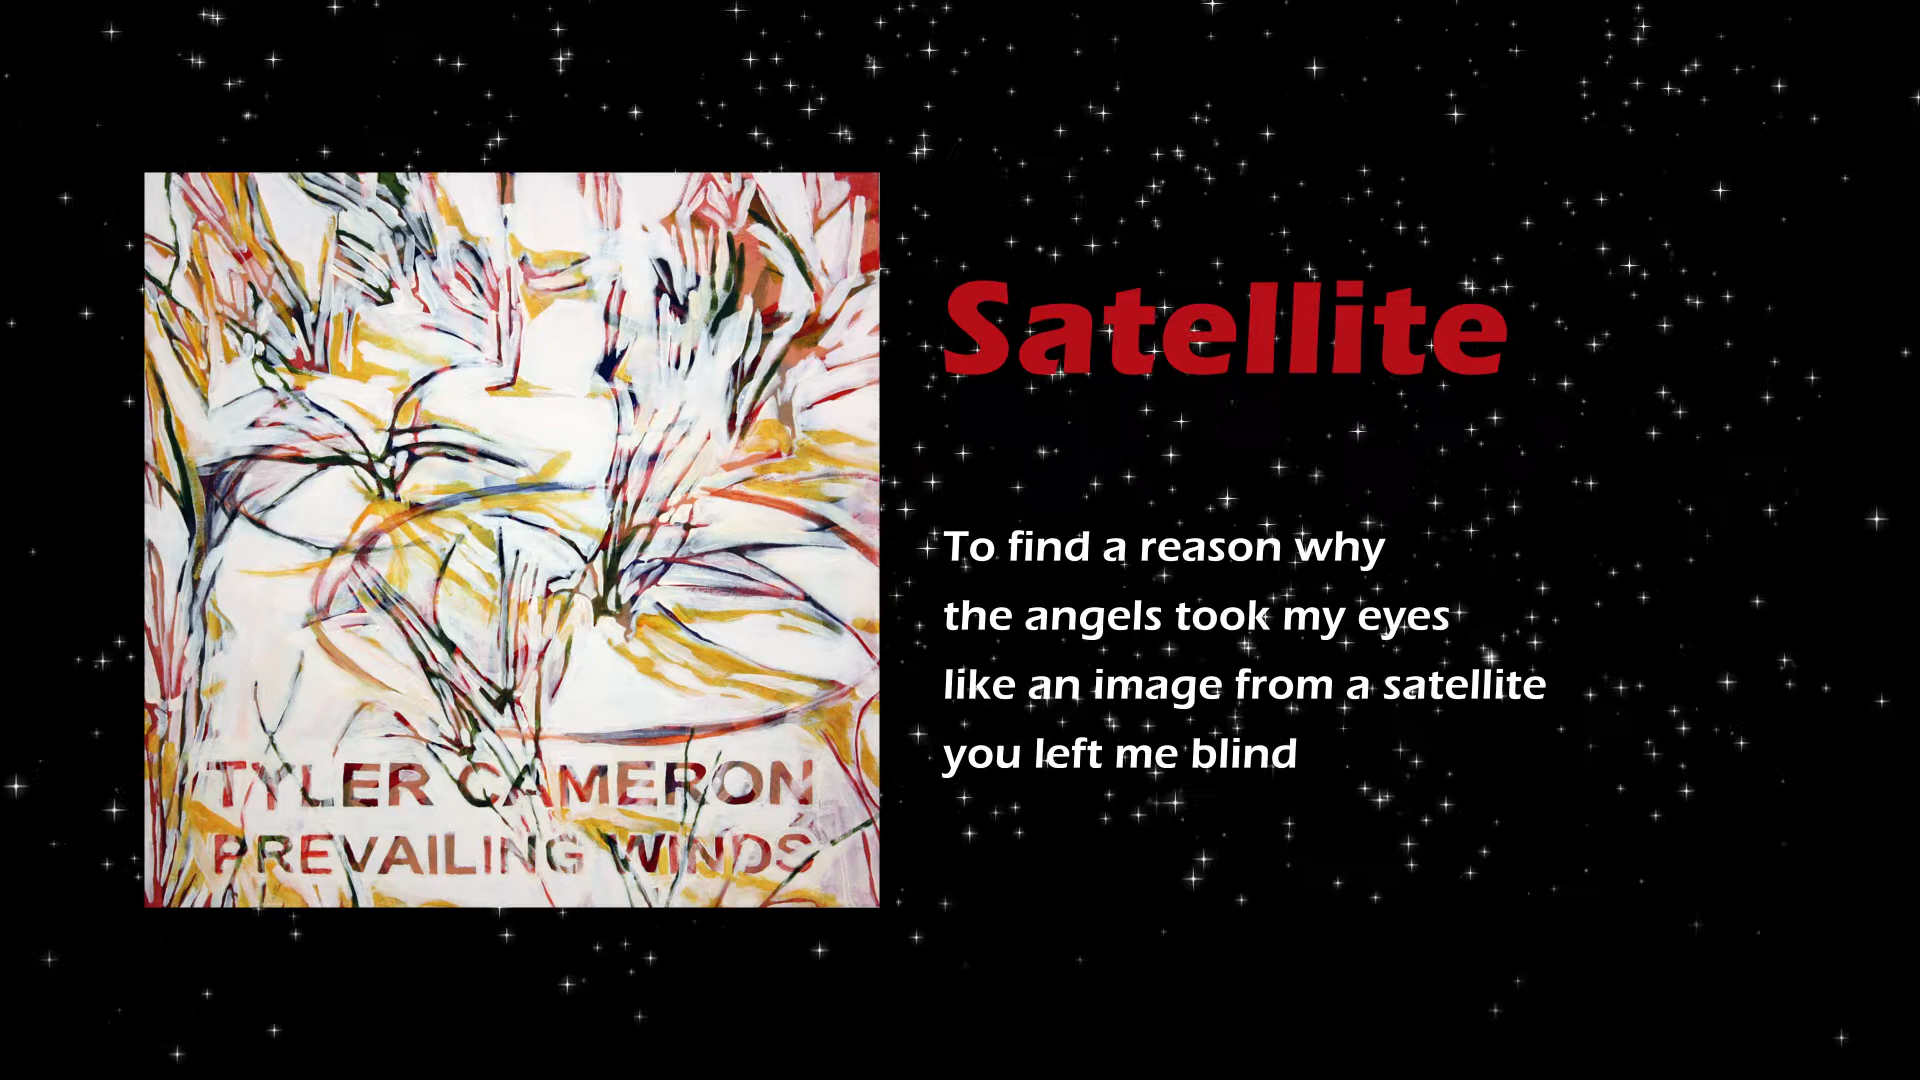 TYLER CAMERON
PREVAILING WINDS
Satellite
To find a reason why
the angels took my eyes
like an image from a satellite
you left me blind